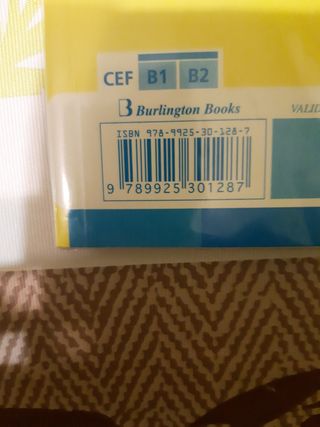 CEF B1 B2
B Burlington Books
VALID
ISBN 978-9925-30-128-7
9 789925 301287